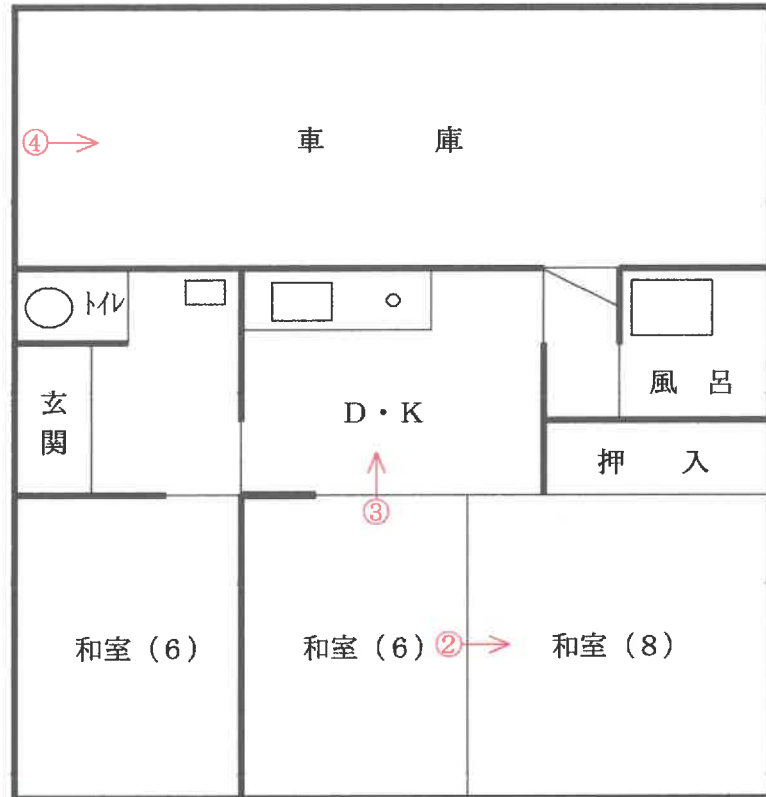 ④
車 庫
トイレ
玄
関
D・K
風 呂
押 入
③
和室（6）
和室（6）
②
和室（8）